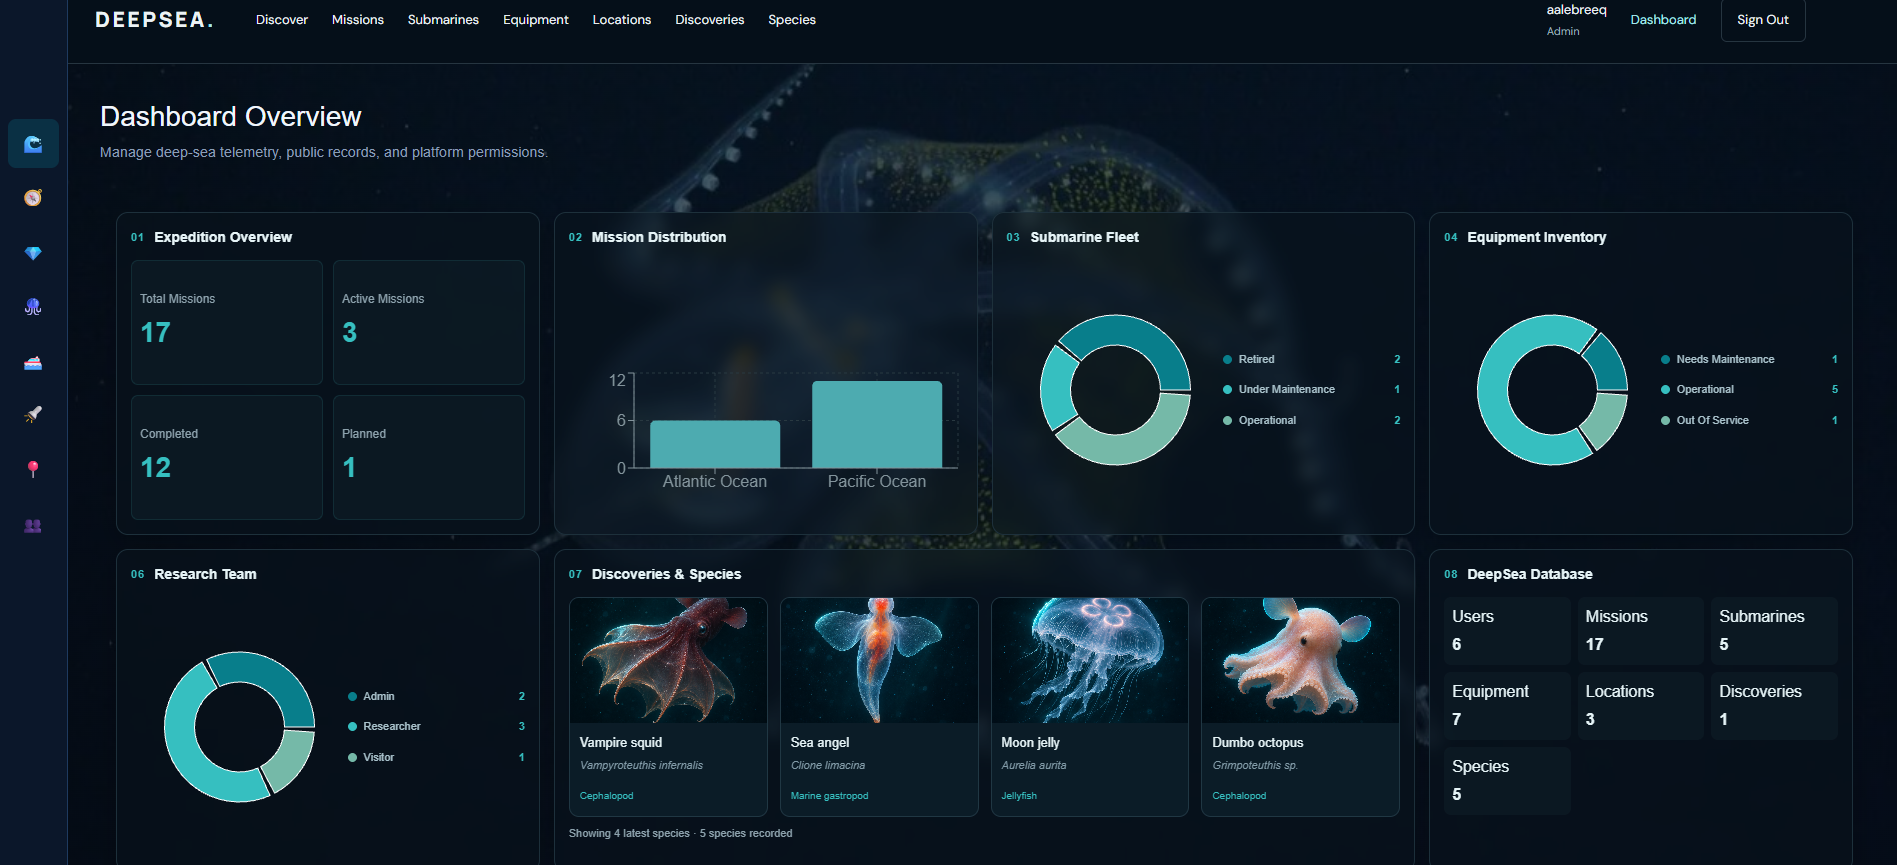 DEEPSEA.
Discover
Missions
Submarines
Equipment
Locations
Discoveries
Species
aalebreeq
Admin
Dashboard
Sign Out
Dashboard Overview
Manage deep-sea telemetry, public records, and platform permissions.
01 Expedition Overview
Total Missions
17
Active Missions
3
Completed
12
Planned
1
02 Mission Distribution
12
6
0
Atlantic Ocean
Pacific Ocean
03 Submarine Fleet
Retired 2
Under Maintenance 1
Operational 2
04 Equipment Inventory
Needs Maintenance 1
Operational 5
Out Of Service 1
06 Research Team
Admin 2
Researcher 3
Visitor 1
07 Discoveries & Species
Vampire squid
Vampyroteuthis infernalis
Cephalopod
Sea angel
Clione limacina
Marine gastropod
Moon jelly
Aurelia aurita
Jellyfish
Dumbo octopus
Grimpoteuthis sp.
Cephalopod
Showing 4 latest species · 5 species recorded
08 DeepSea Database
Users
6
Missions
17
Submarines
5
Equipment
7
Locations
3
Discoveries
1
Species
5